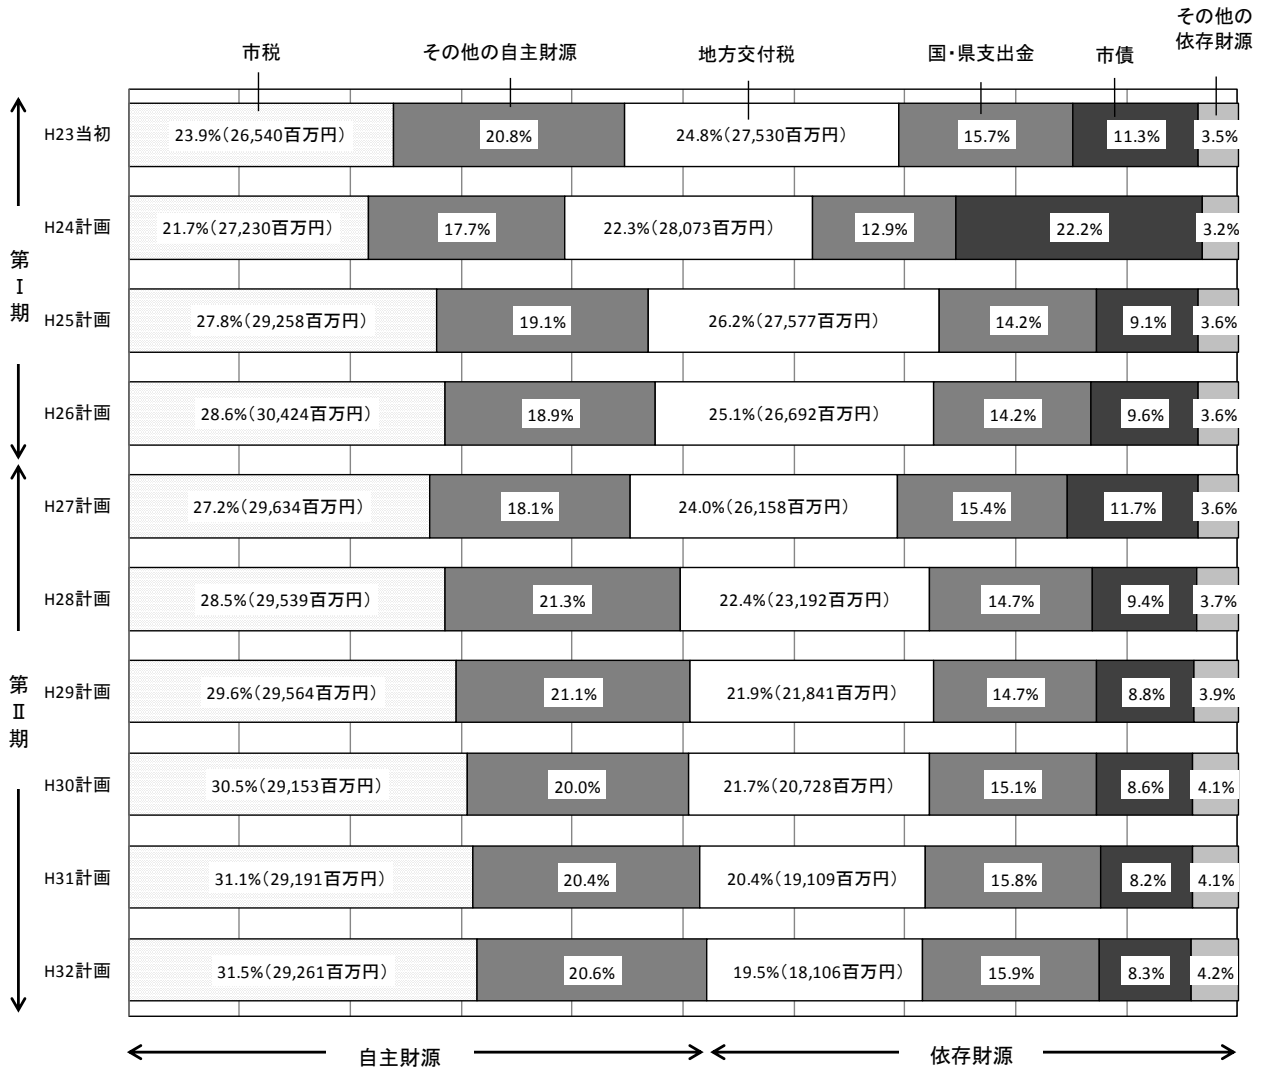 その他の
依存財源
市税
その他の自主財源
地方交付税
国・県支出金
市債
第Ⅰ期
H23当初
23.9%（26,540百万円）
20.8%
24.8%（27,530百万円）
15.7%
11.3%
3.5%
H24計画
21.7%（27,230百万円）
17.7%
22.3%（28,073百万円）
12.9%
22.2%
3.2%
H25計画
27.8%（29,258百万円）
19.1%
26.2%（27,577百万円）
14.2%
9.1%
3.6%
H26計画
28.6%（30,424百万円）
18.9%
25.1%（26,692百万円）
14.2%
9.6%
3.6%
第Ⅱ期
H27計画
27.2%（29,634百万円）
18.1%
24.0%（26,158百万円）
15.4%
11.7%
3.6%
H28計画
28.5%（29,539百万円）
21.3%
22.4%（23,192百万円）
14.7%
9.4%
3.7%
H29計画
29.6%（29,564百万円）
21.1%
21.9%（21,841百万円）
14.7%
8.8%
3.9%
H30計画
30.5%（29,153百万円）
20.0%
21.7%（20,728百万円）
15.1%
8.6%
4.1%
H31計画
31.1%（29,191百万円）
20.4%
20.4%（19,109百万円）
15.8%
8.2%
4.1%
H32計画
31.5%（29,261百万円）
20.6%
19.5%（18,106百万円）
15.9%
8.3%
4.2%
自主財源
依存財源